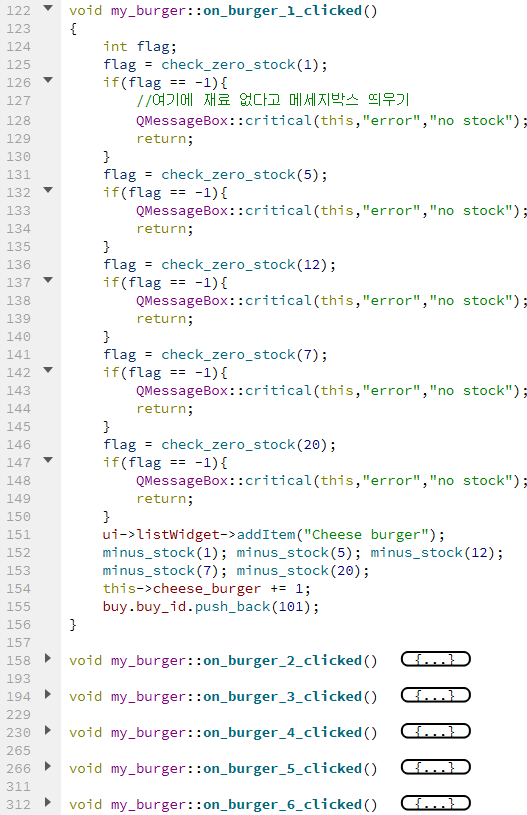 122 void my_burger::on_burger_1_clicked()
123 {
124     int flag;
125     flag = check_zero_stock(1);
126     if(flag == -1){
127         //여기에 재료 없다고 메세지박스 띄우기
128         QMessageBox::critical(this,"error","no stock");
129         return;
130     }
131     flag = check_zero_stock(5);
132     if(flag == -1){
133         QMessageBox::critical(this,"error","no stock");
134         return;
135     }
136     flag = check_zero_stock(12);
137     if(flag == -1){
138         QMessageBox::critical(this,"error","no stock");
139         return;
140     }
141     flag = check_zero_stock(7);
142     if(flag == -1){
143         QMessageBox::critical(this,"error","no stock");
144         return;
145     }
146     flag = check_zero_stock(20);
147     if(flag == -1){
148         QMessageBox::critical(this,"error","no stock");
149         return;
150     }
151     ui->listWidget->addItem("Cheese burger");
152     minus_stock(1); minus_stock(5); minus_stock(12);
153     minus_stock(7); minus_stock(20);
154     this->cheese_burger += 1;
155     buy.buy_id.push_back(101);
156 }
157
158 void my_burger::on_burger_2_clicked() {...}
193
194 void my_burger::on_burger_3_clicked() {...}
229
230 void my_burger::on_burger_4_clicked() {...}
265
266 void my_burger::on_burger_5_clicked() {...}
311
312 void my_burger::on_burger_6_clicked() {...}